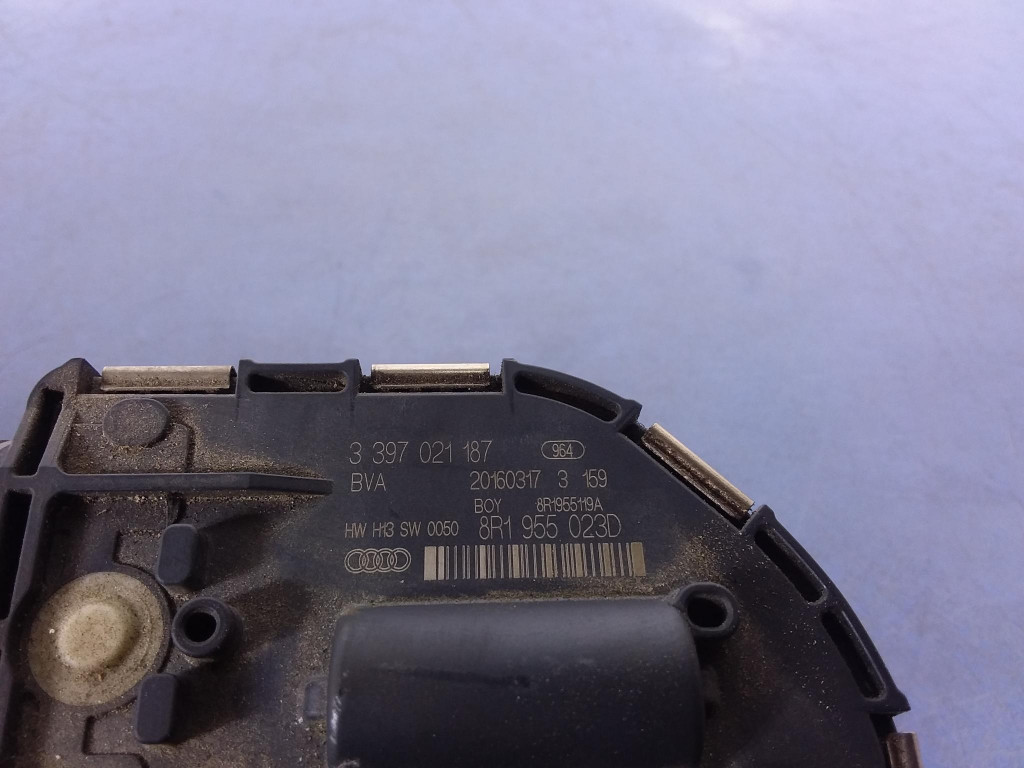 3 397 021 187 964
BVA 20160317 3 159
BOY 8R1955119A
HW H13 SW 0050 8R1 955 023D